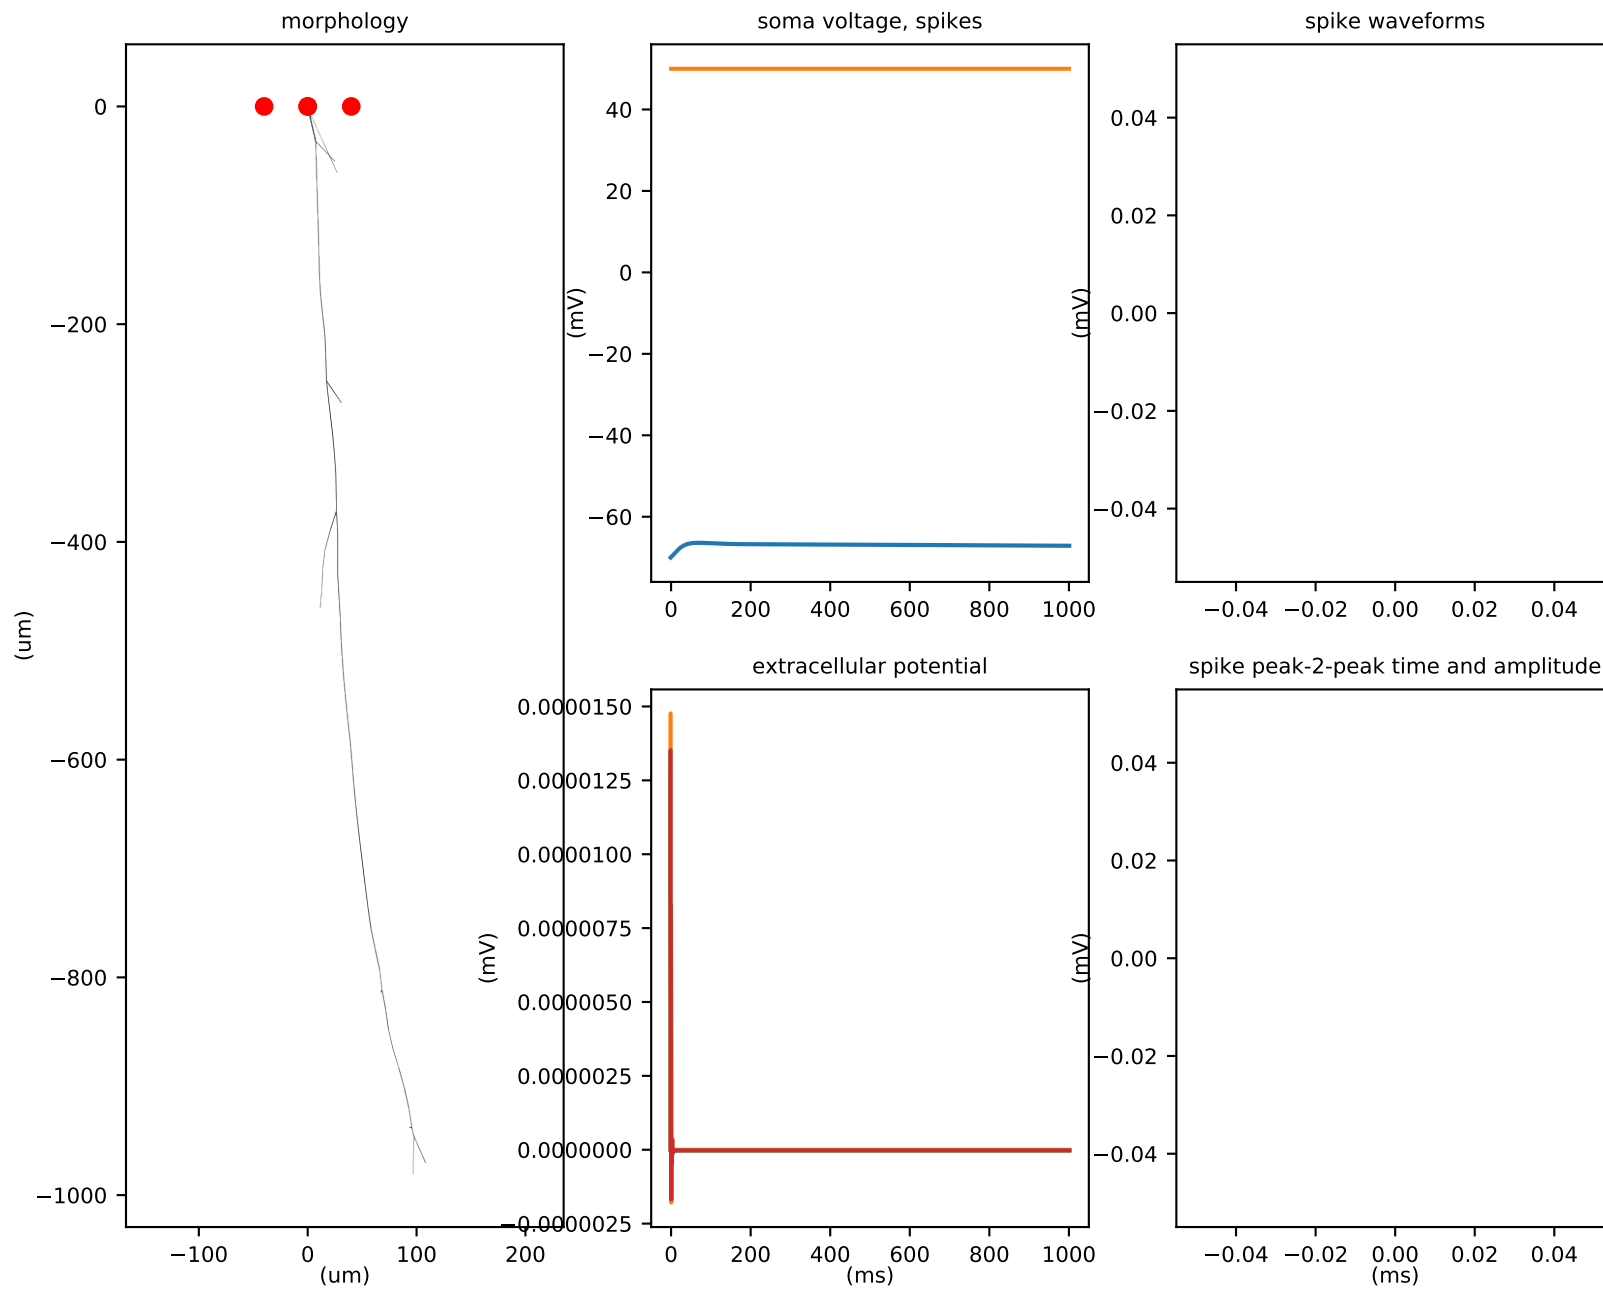 morphology
0
−200
−400
−600
−800
−1000
(um)
−100 0 100 200
(um)
soma voltage, spikes
40
20
0
−20
−40
−60
(mV)
0 200 400 600 800 1000
spike waveforms
0.04
0.02
0.00
−0.02
−0.04
(mV)
−0.04 −0.02 0.00 0.02 0.04
extracellular potential
0.0000150
0.0000125
0.0000100
0.0000075
0.0000050
0.0000025
0.0000000
−0.0000025
(mV)
0 200 400 600 800 1000
(ms)
spike peak-2-peak time and amplitude
0.04
0.02
0.00
−0.02
−0.04
(mV)
−0.04 −0.02 0.00 0.02 0.04
(ms)